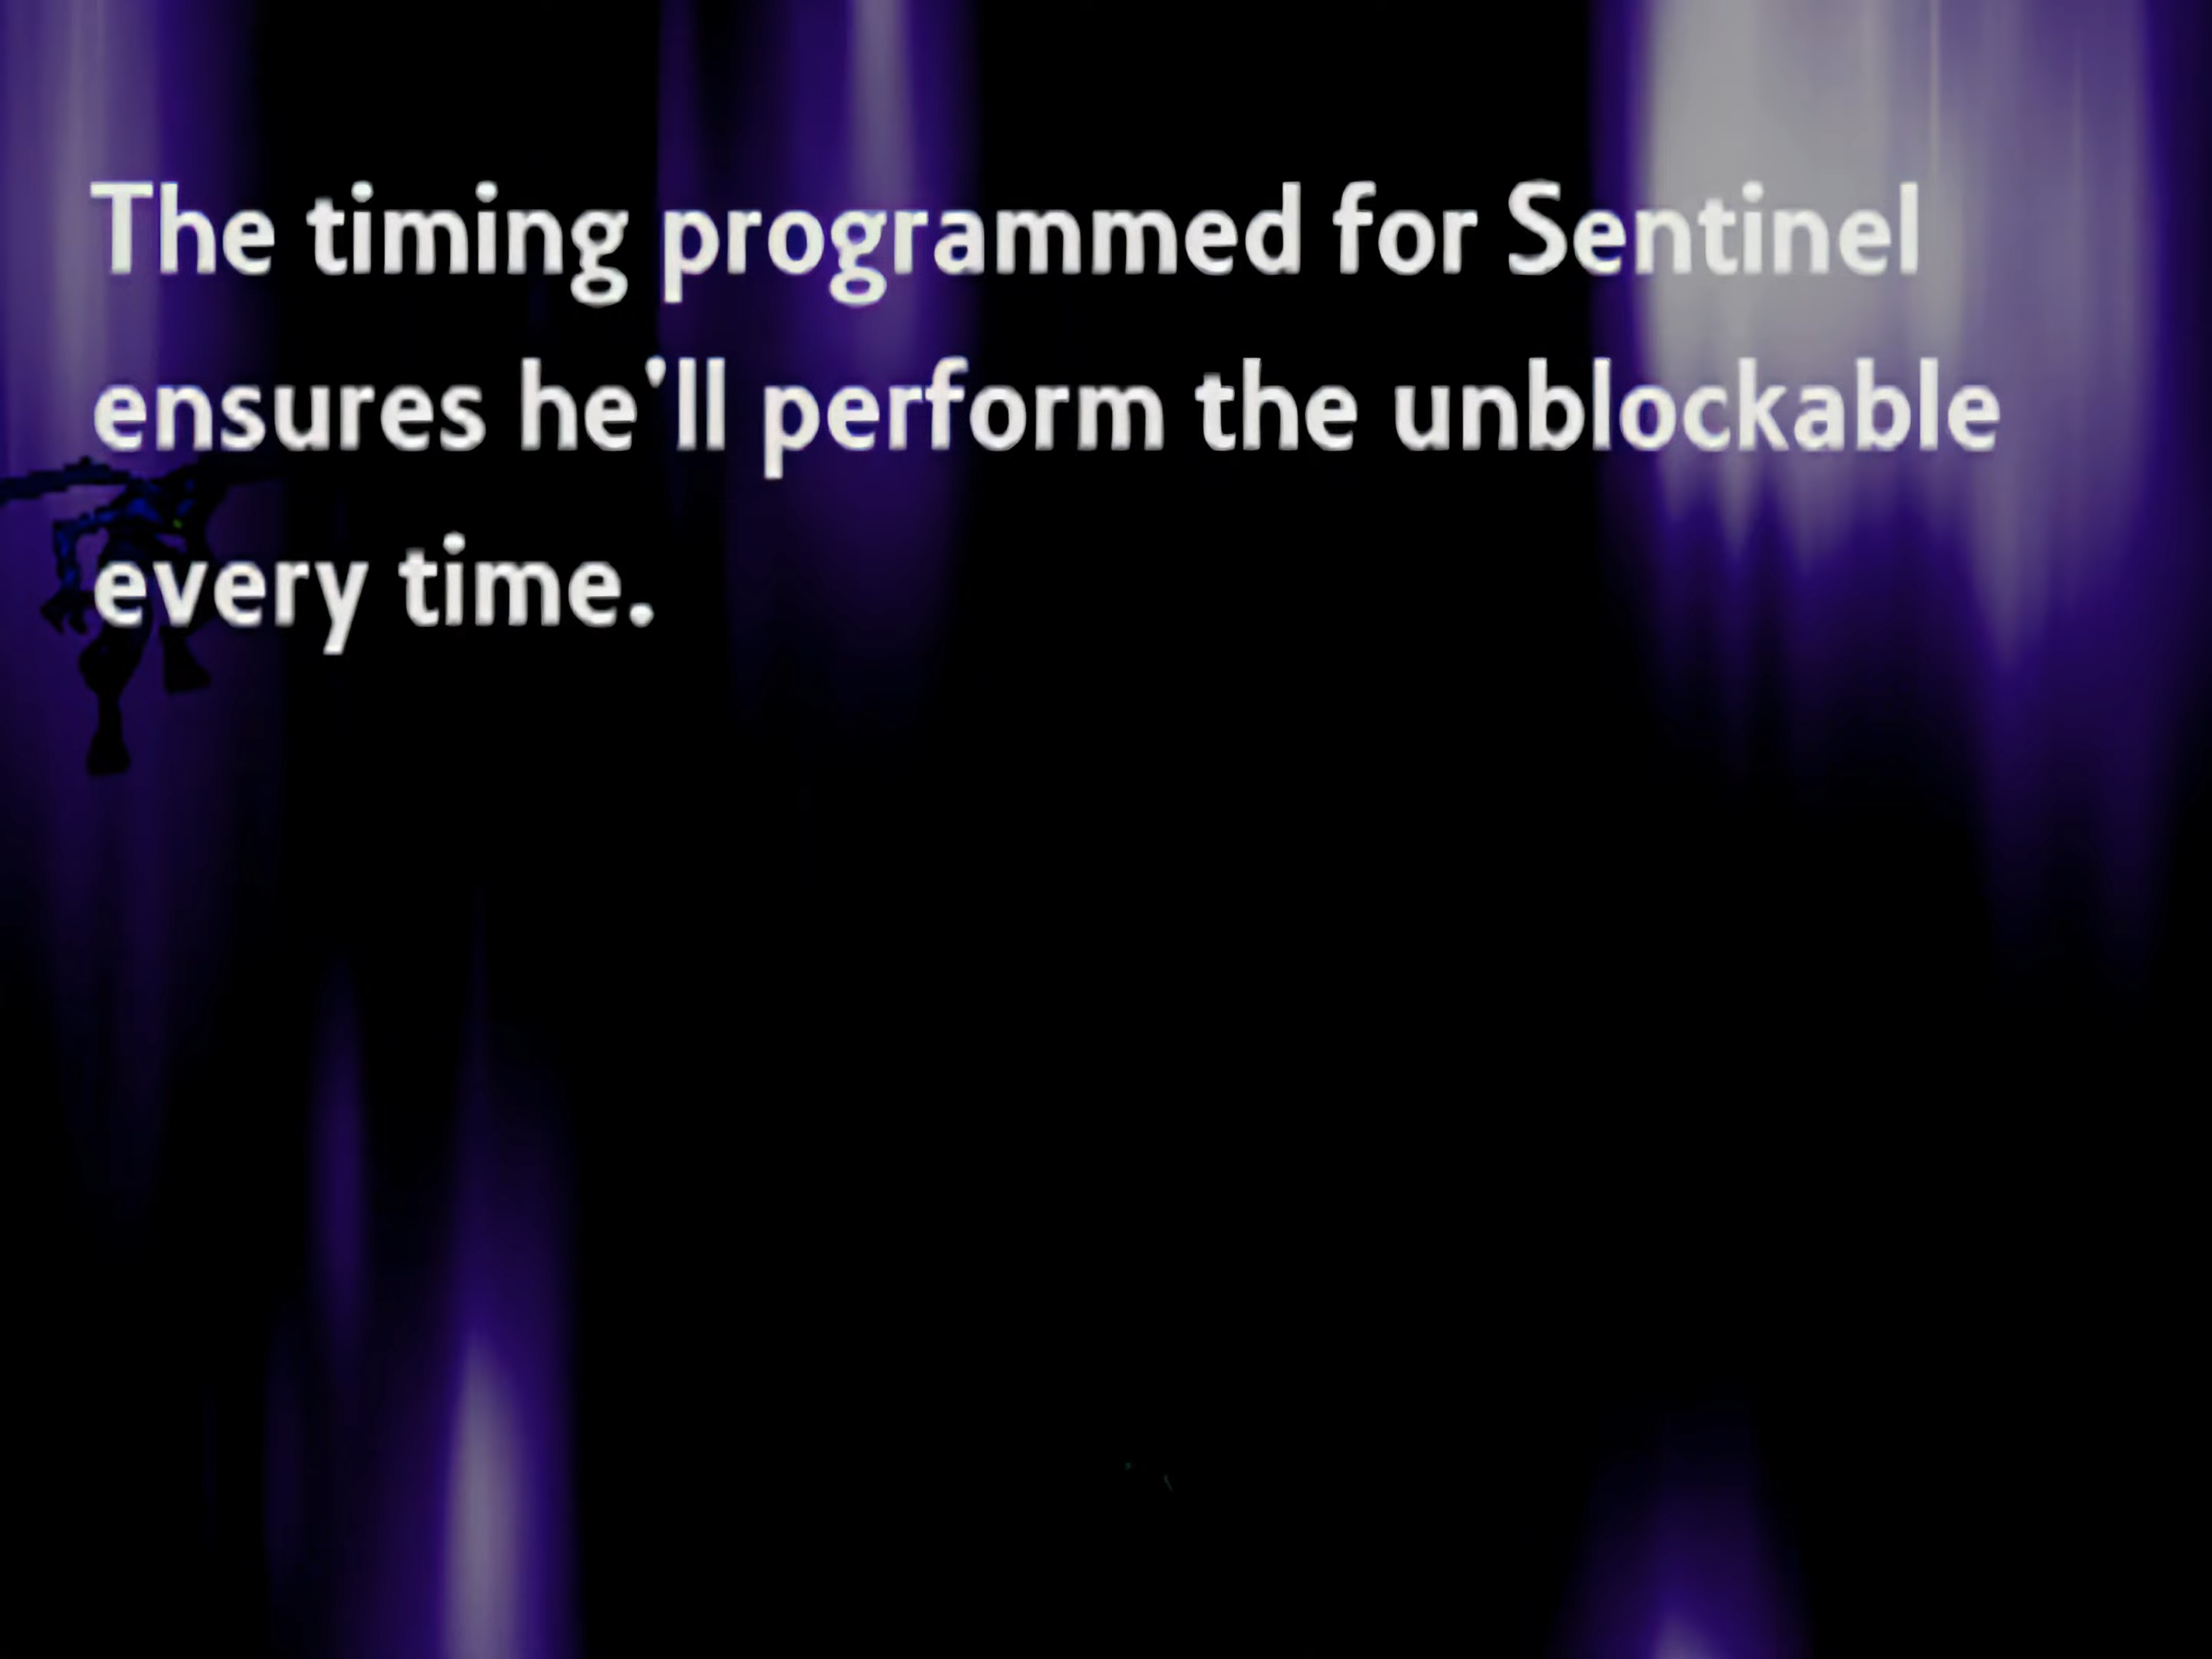 The timing programmed for Sentinel
ensures he'll perform the unblockable
every time.